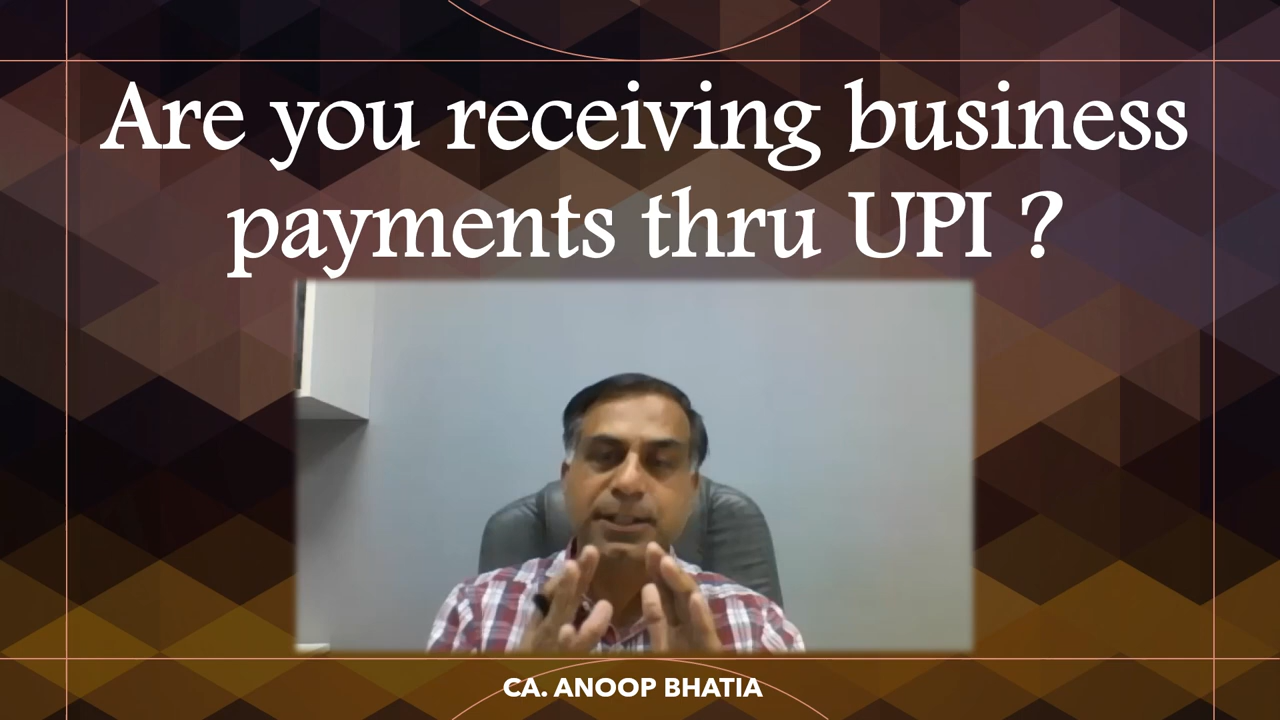 Are you receiving business
payments thru UPI ?
CA. ANOOP BHATIA